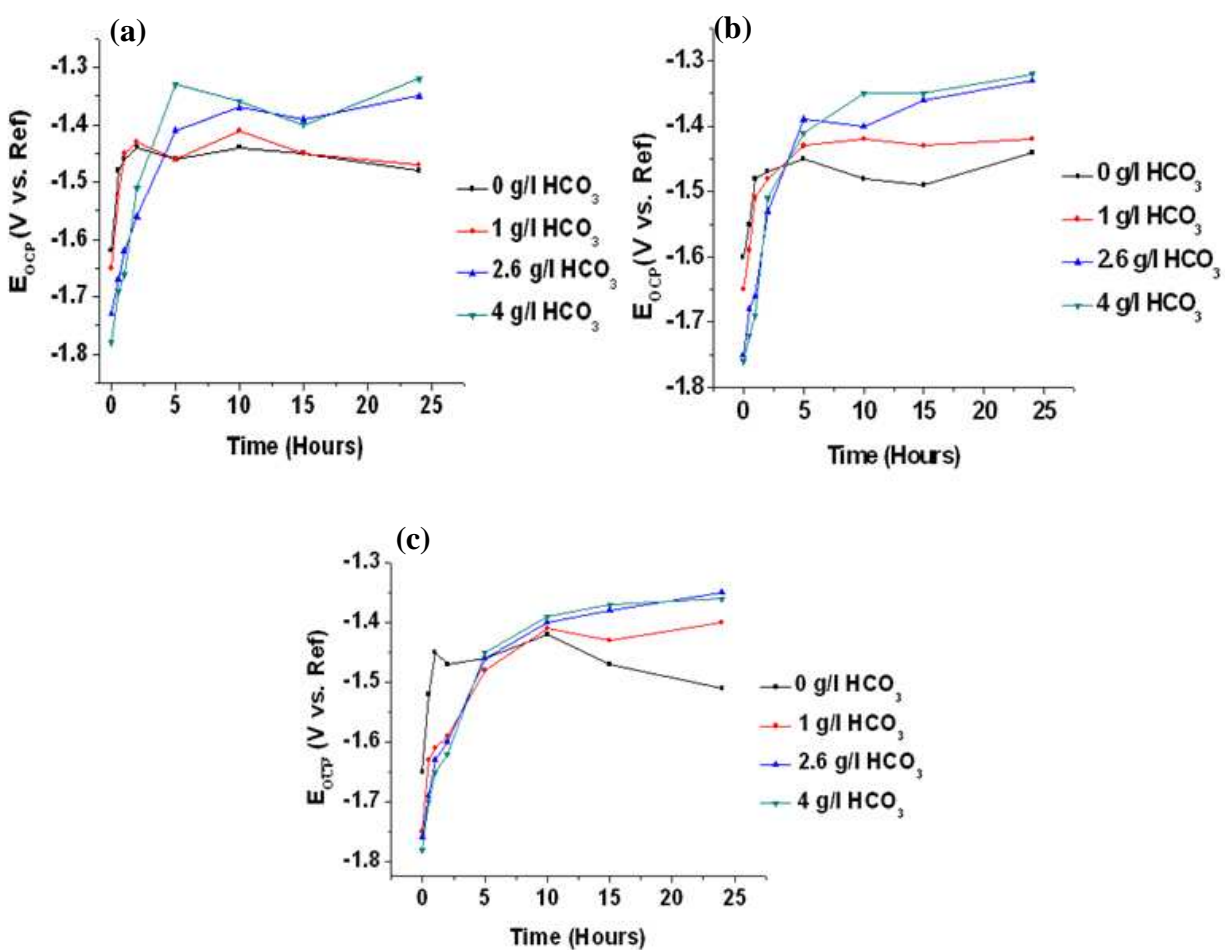 (a)
-1.3
-1.4
-1.5
-1.6
-1.7
-1.8
E_OCP (V vs. Ref)
0 5 10 15 20 25
Time (Hours)
0 g/l HCO₃
1 g/l HCO₃
2.6 g/l HCO₃
4 g/l HCO₃
(b)
-1.3
-1.4
-1.5
-1.6
-1.7
-1.8
E_OCP (V vs. Ref)
0 5 10 15 20 25
Time (Hours)
0 g/l HCO₃
1 g/l HCO₃
2.6 g/l HCO₃
4 g/l HCO₃
(c)
-1.3
-1.4
-1.5
-1.6
-1.7
-1.8
E_OCP (V vs. Ref)
0 5 10 15 20 25
Time (Hours)
0 g/l HCO₃
1 g/l HCO₃
2.6 g/l HCO₃
4 g/l HCO₃